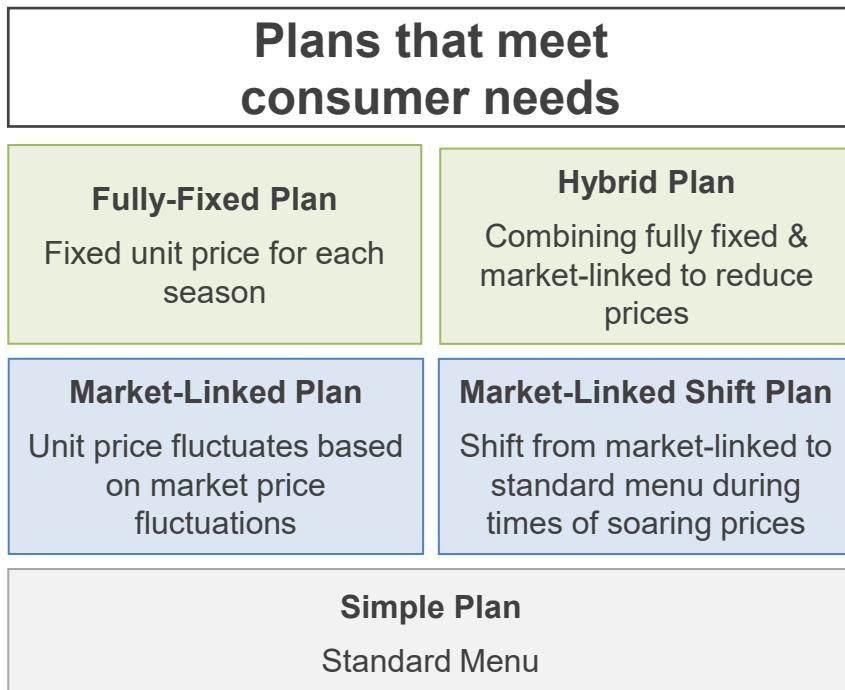 Plans that meet
consumer needs
Fully-Fixed Plan
Fixed unit price for each
season
Hybrid Plan
Combining fully fixed &
market-linked to reduce
prices
Market-Linked Plan
Unit price fluctuates based
on market price
fluctuations
Market-Linked Shift Plan
Shift from market-linked to
standard menu during
times of soaring prices
Simple Plan
Standard Menu